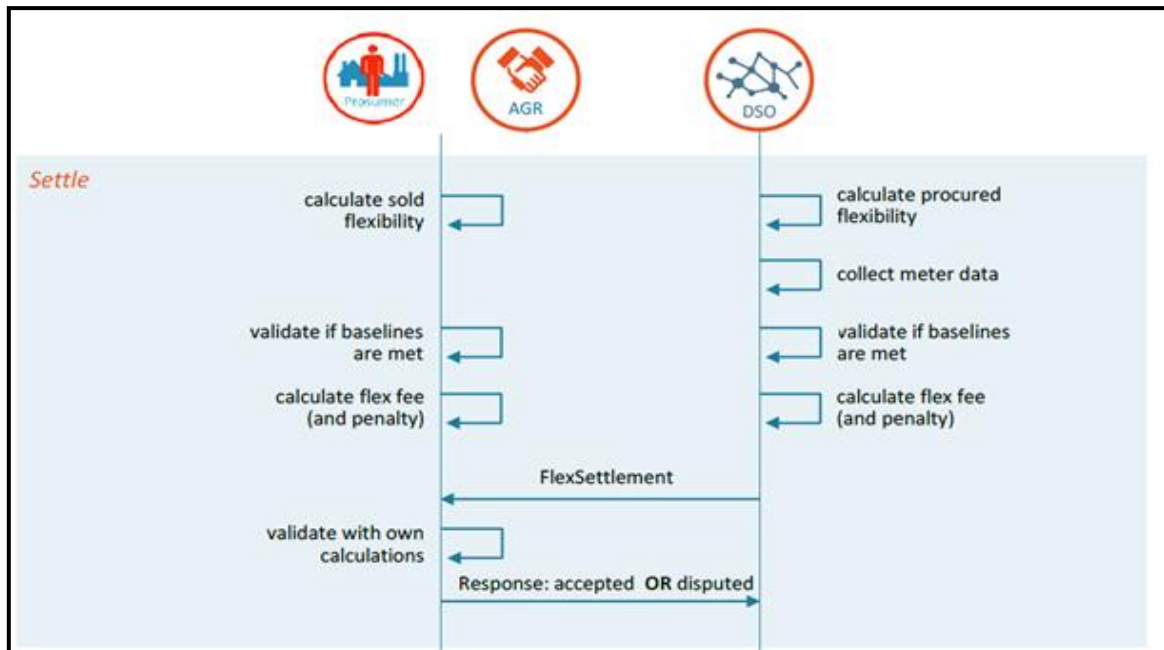 Prosumer
AGR
DSO
Settle
calculate sold
flexibility
calculate procured
flexibility
collect meter data
validate if baselines
are met
validate if baselines
are met
calculate flex fee
(and penalty)
calculate flex fee
(and penalty)
FlexSettlement
validate with own
calculations
Response: accepted OR disputed